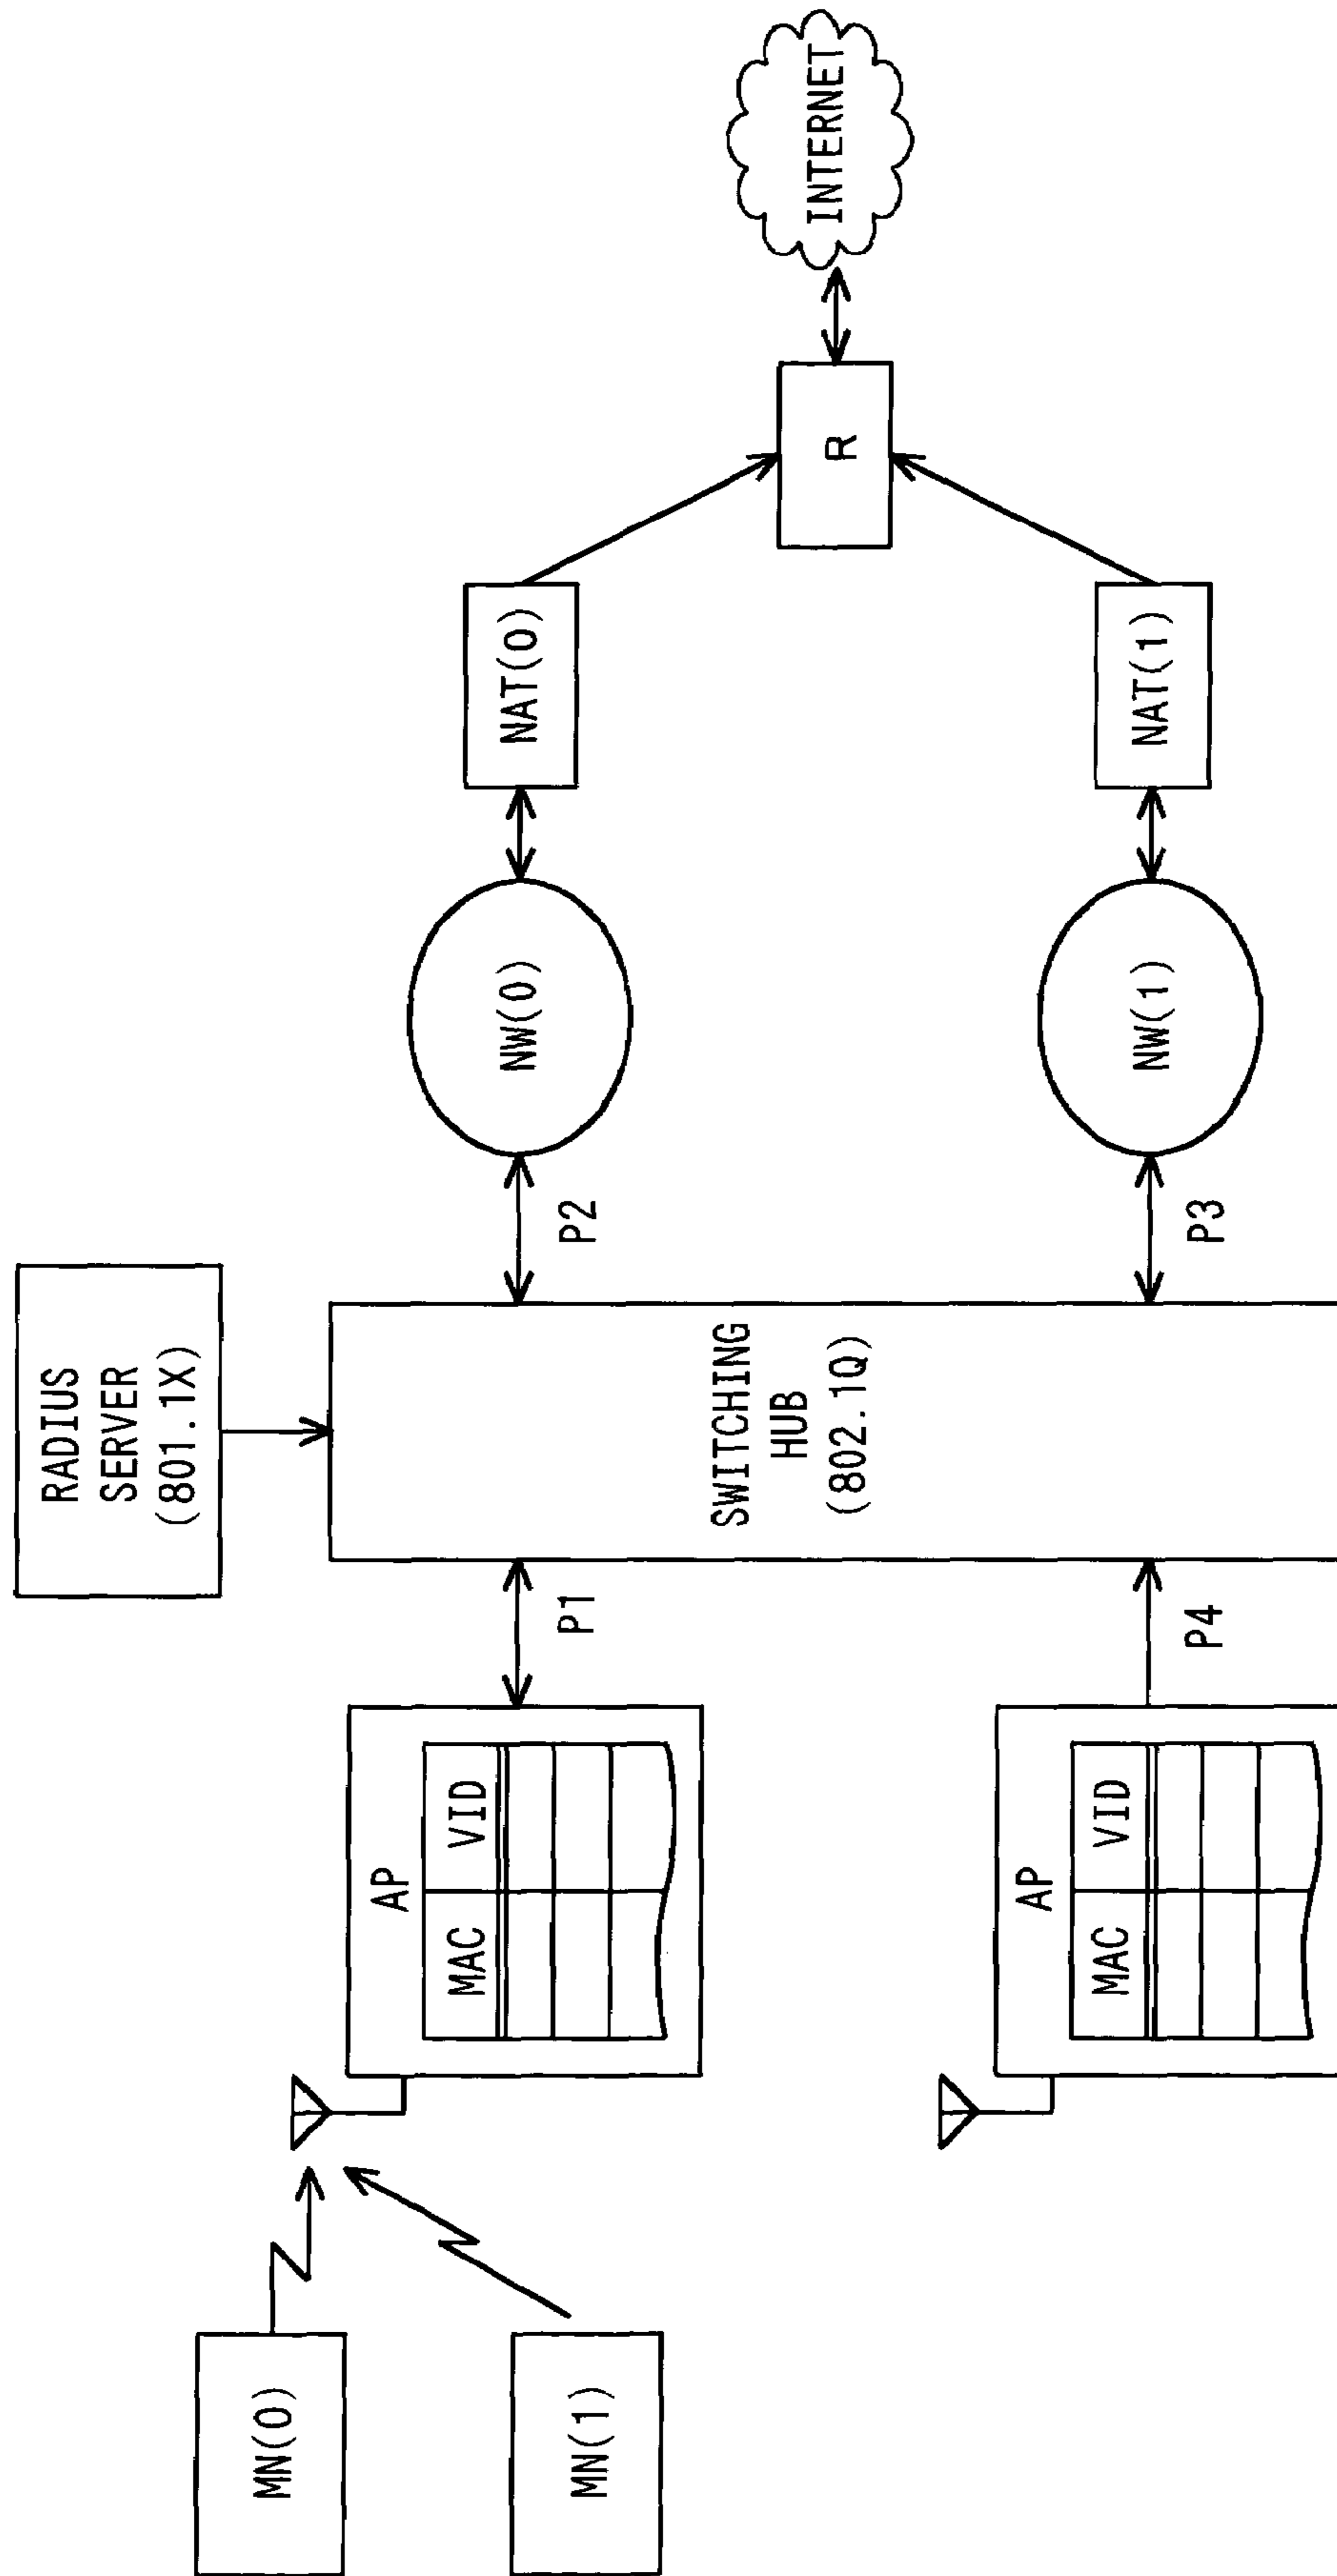 RADIUS
SERVER
(801.1X)
MN(0)
MN(1)
AP
MAC
VID
P1
SWITCHING
HUB
(802.1Q)
P2
NW(0)
NAT(0)
R
INTERNET
AP
MAC
VID
P4
P3
NW(1)
NAT(1)